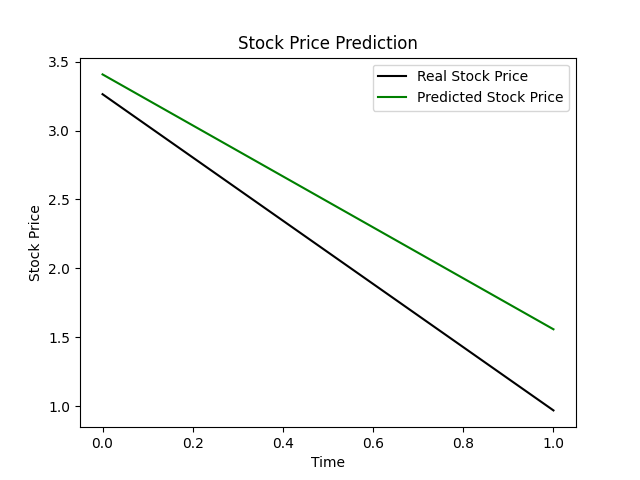 Stock Price Prediction
Real Stock Price
Predicted Stock Price
Stock Price
3.5
3.0
2.5
2.0
1.5
1.0
0.0 0.2 0.4 0.6 0.8 1.0
Time